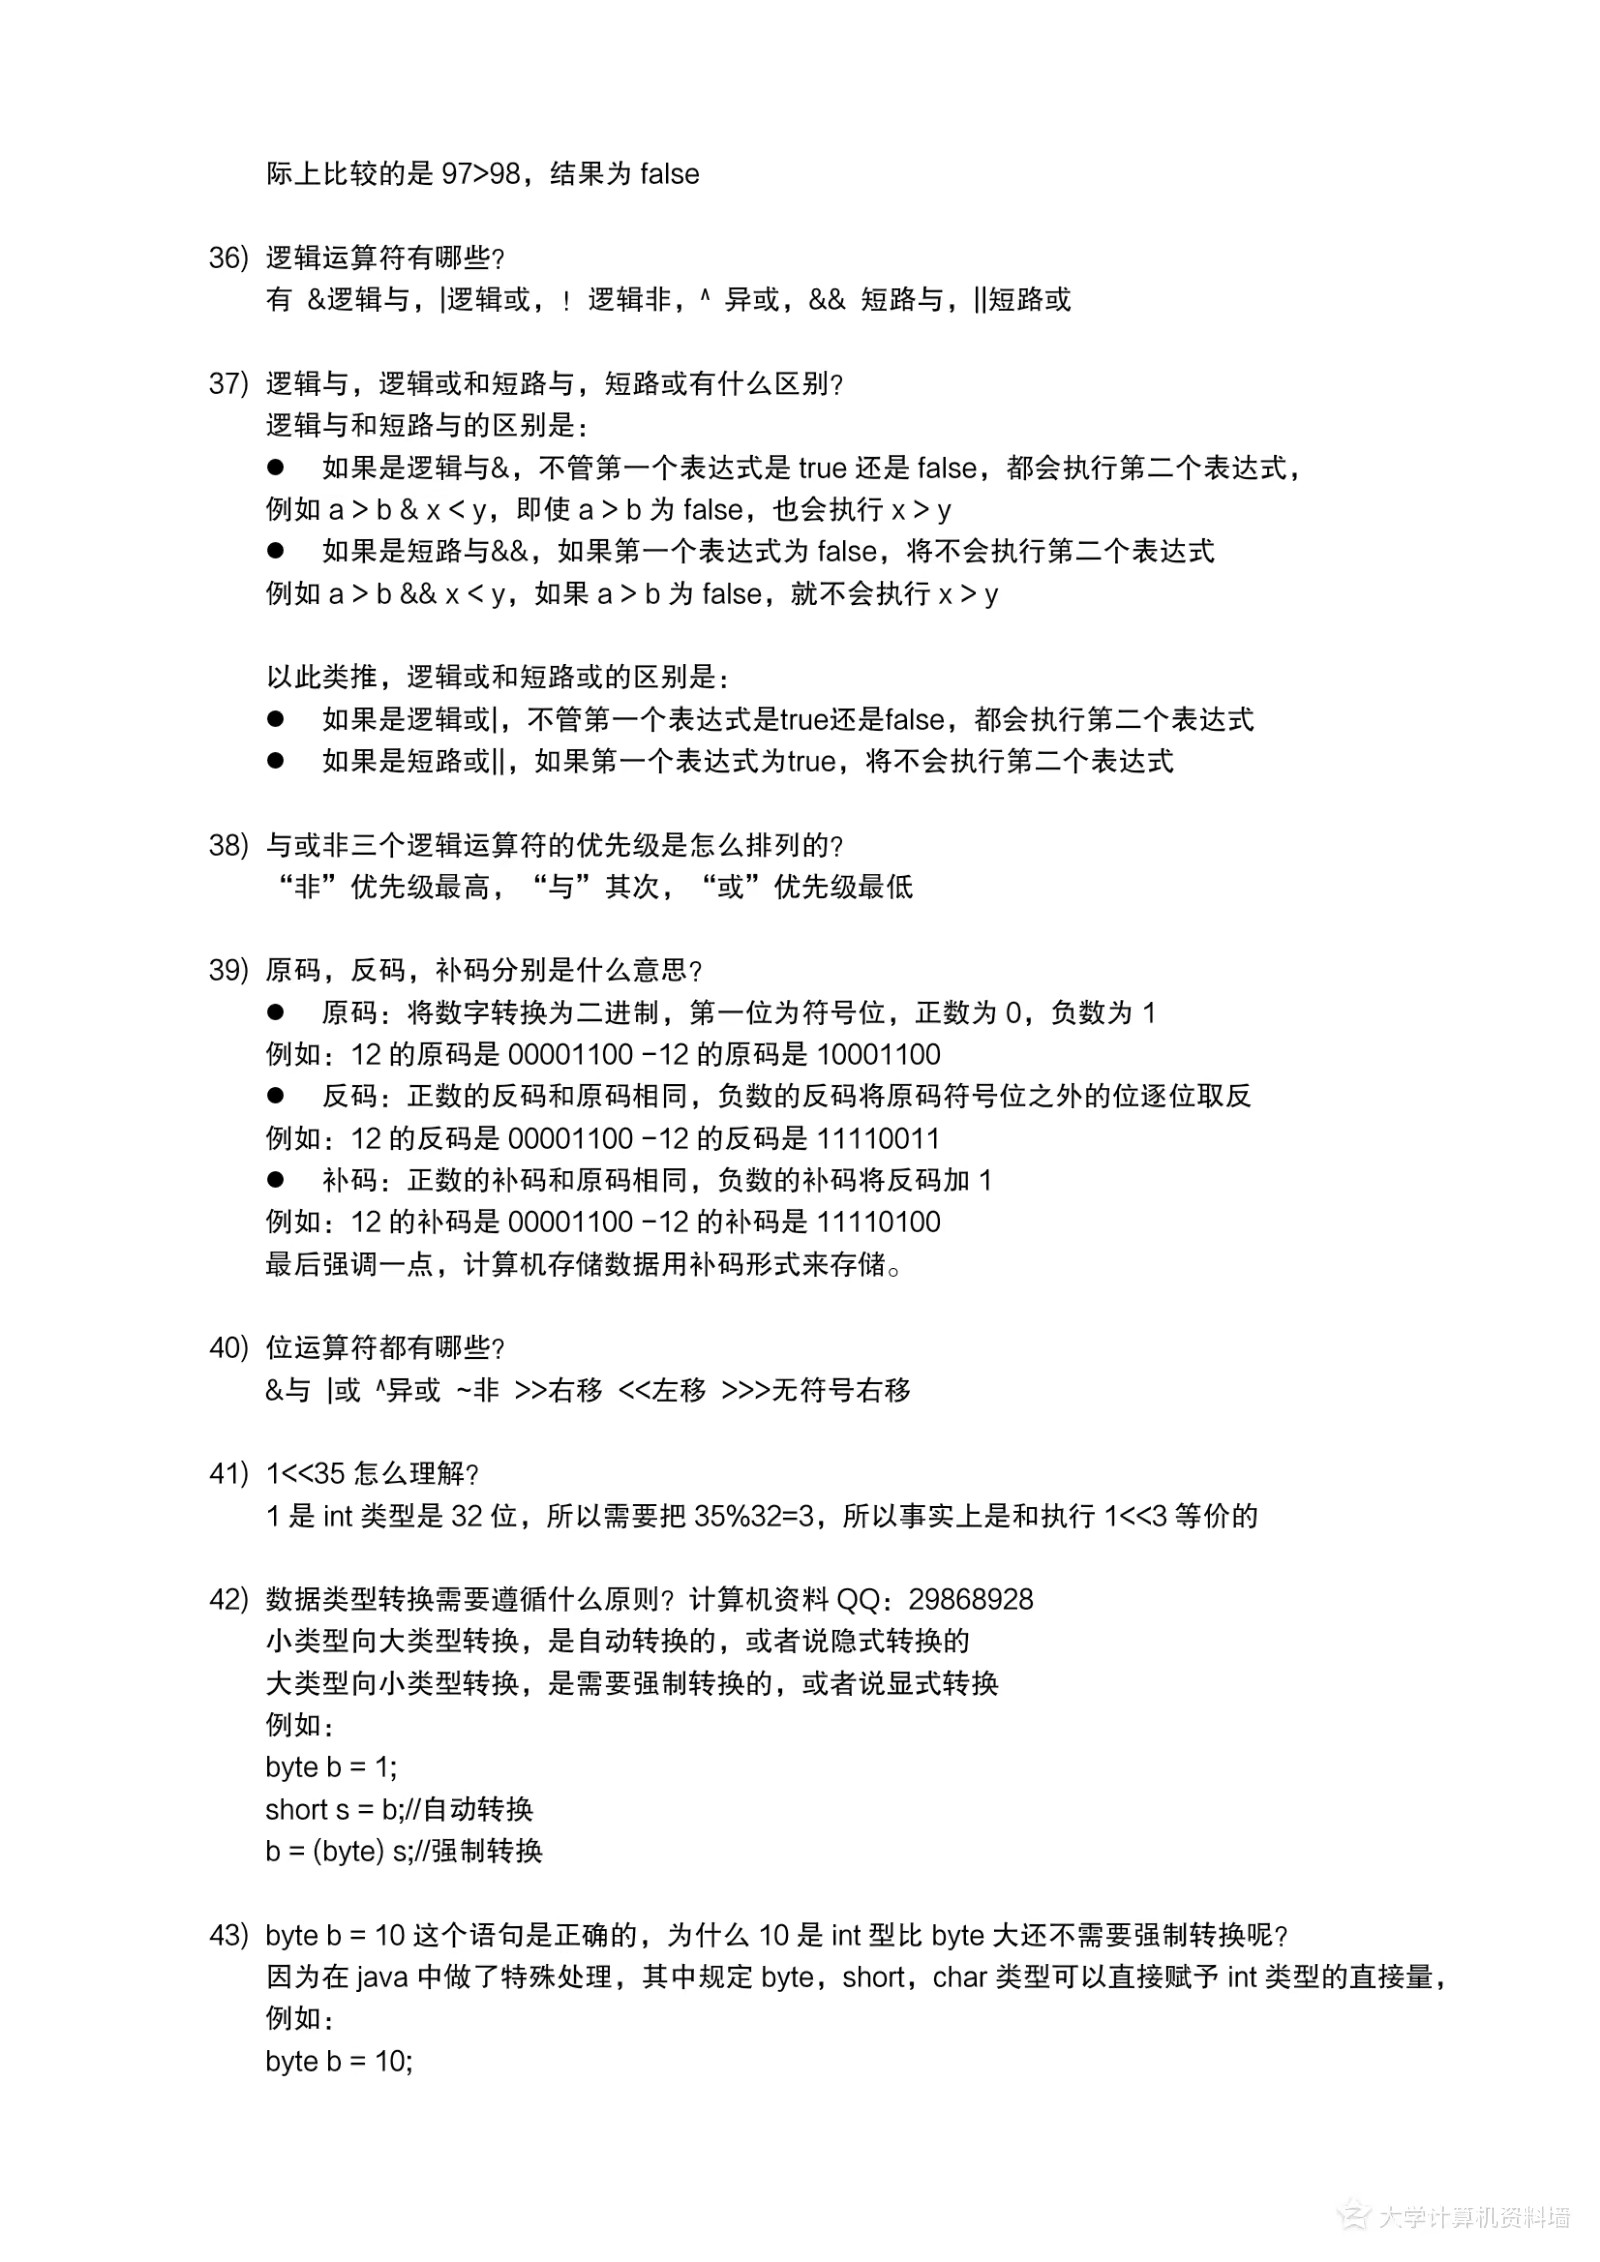 际上比较的是 97>98，结果为 false
36) 逻辑运算符有哪些？
有 &逻辑与，|逻辑或，！逻辑非，^ 异或，&& 短路与，||短路或
37) 逻辑与，逻辑或和短路与，短路或有什么区别？
逻辑与和短路与的区别是：
● 如果是逻辑与&，不管第一个表达式是 true 还是 false，都会执行第二个表达式，
例如 a > b & x < y，即使 a > b 为 false，也会执行 x > y
● 如果是短路与&&，如果第一个表达式为 false，将不会执行第二个表达式
例如 a > b && x < y，如果 a > b 为 false，就不会执行 x > y
以此类推，逻辑或和短路或的区别是：
● 如果是逻辑或|，不管第一个表达式是true还是false，都会执行第二个表达式
● 如果是短路或||，如果第一个表达式为true，将不会执行第二个表达式
38) 与或非三个逻辑运算符的优先级是怎么排列的？
“非”优先级最高，“与”其次，“或”优先级最低
39) 原码，反码，补码分别是什么意思？
● 原码：将数字转换为二进制，第一位为符号位，正数为 0，负数为 1
例如：12 的原码是 00001100 −12 的原码是 10001100
● 反码：正数的反码和原码相同，负数的反码将原码符号位之外的位逐位取反
例如：12 的反码是 00001100 −12 的反码是 11110011
● 补码：正数的补码和原码相同，负数的补码将反码加 1
例如：12 的补码是 00001100 −12 的补码是 11110100
最后强调一点，计算机存储数据用补码形式来存储。
40) 位运算符都有哪些？
&与 |或 ^异或 ~非 >>右移 <<左移 >>>无符号右移
41) 1<<35 怎么理解？
1 是 int 类型是 32 位，所以需要把 35%32=3，所以事实上是和执行 1<<3 等价的
42) 数据类型转换需要遵循什么原则？计算机资料 QQ：29868928
小类型向大类型转换，是自动转换的，或者说隐式转换的
大类型向小类型转换，是需要强制转换的，或者说显式转换
例如：
byte b = 1;
short s = b;//自动转换
b = (byte) s;//强制转换
43) byte b = 10 这个语句是正确的，为什么 10 是 int 型比 byte 大还不需要强制转换呢？
因为在 java 中做了特殊处理，其中规定 byte，short，char 类型可以直接赋予 int 类型的直接量，
例如：
byte b = 10;
大学计算机资料墙